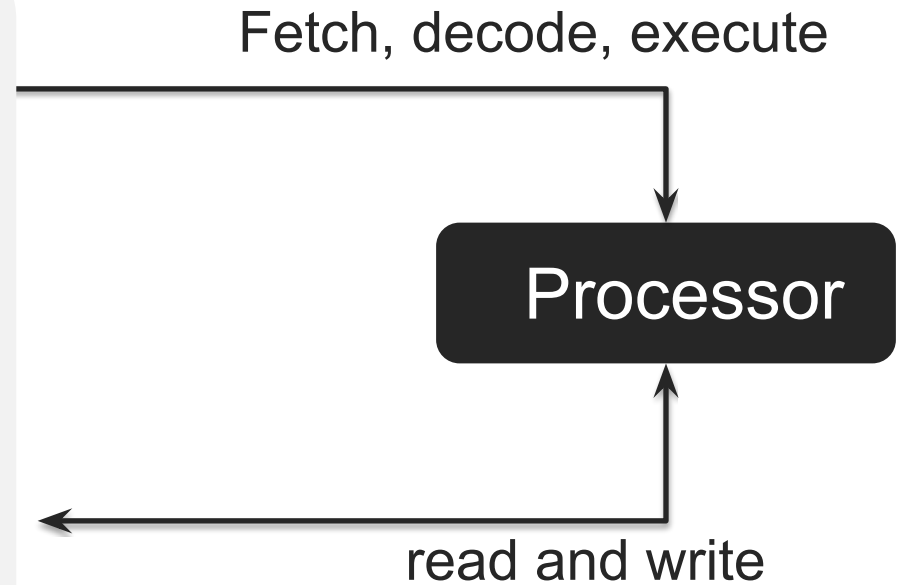 Fetch, decode, execute
Processor
read and write